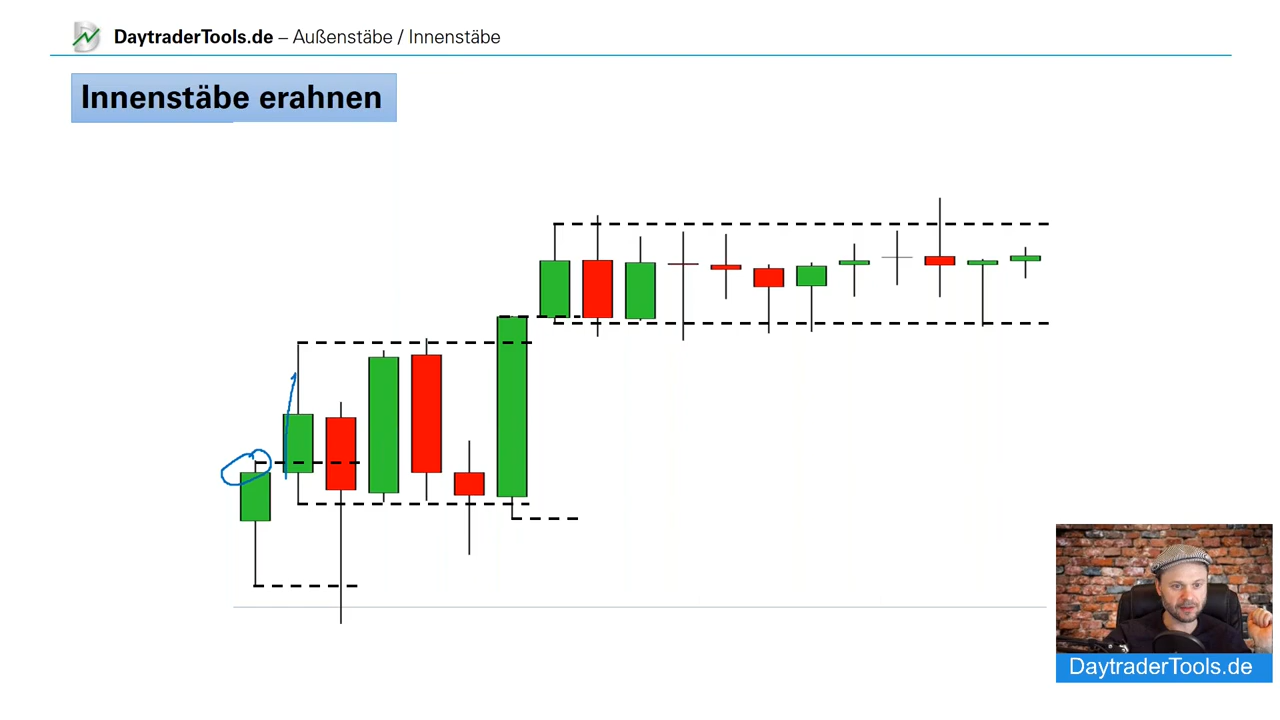 DaytraderTools.de – Außenstäbe / Innenstäbe
Innenstäbe erahnen
DaytraderTools.de